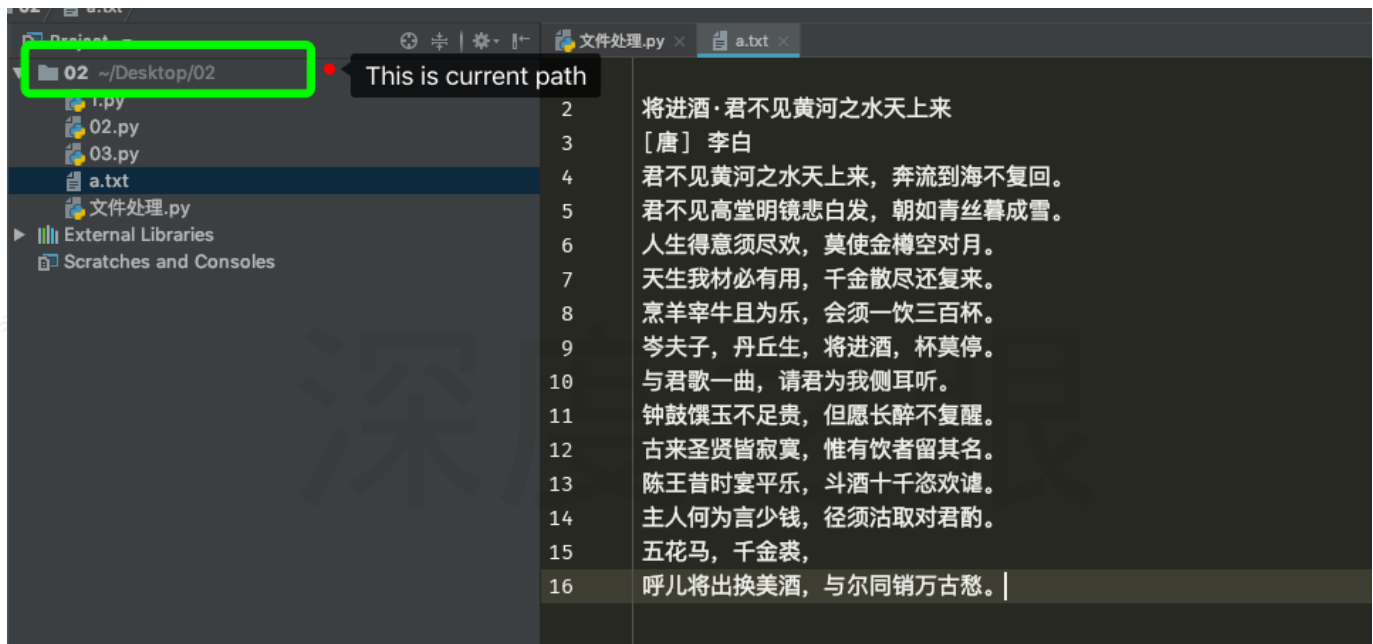 02
a.txt
Project
02 ~/Desktop/02
This is current path
1.py
02.py
03.py
a.txt
文件处理.py
External Libraries
Scratches and Consoles
文件处理.py
a.txt
2 将进酒·君不见黄河之水天上来
3 [唐] 李白
4 君不见黄河之水天上来，奔流到海不复回。
5 君不见高堂明镜悲白发，朝如青丝暮成雪。
6 人生得意须尽欢，莫使金樽空对月。
7 天生我材必有用，千金散尽还复来。
8 烹羊宰牛且为乐，会须一饮三百杯。
9 岑夫子，丹丘生，将进酒，杯莫停。
10 与君歌一曲，请君为我侧耳听。
11 钟鼓馔玉不足贵，但愿长醉不复醒。
12 古来圣贤皆寂寞，惟有饮者留其名。
13 陈王昔时宴平乐，斗酒十千恣欢谑。
14 主人何为言少钱，径须沽取对君酌。
15 五花马，千金裘，
16 呼儿将出换美酒，与尔同销万古愁。